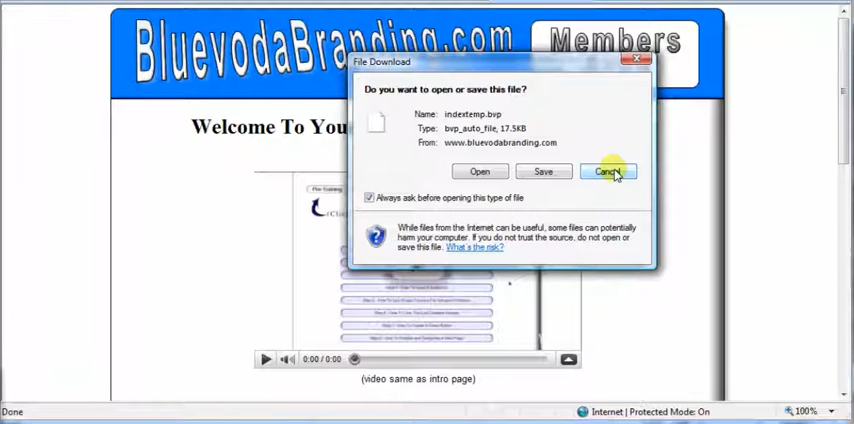 BluevodaBranding.com
Members
File Download
Do you want to open or save this file?
Name: indextemp.bvp
Type: bvp_auto_file, 17.5KB
From: www.bluevodabranding.com
Open
Save
Always ask before opening this type of file
While files from the Internet can be useful, some files can potentially
harm your computer. If you do not trust the source, do not open or
save this file. What's the risk?
Welcome To You
0:00 / 0:00
(video same as intro page)
Done
Internet | Protected Mode: On
100%